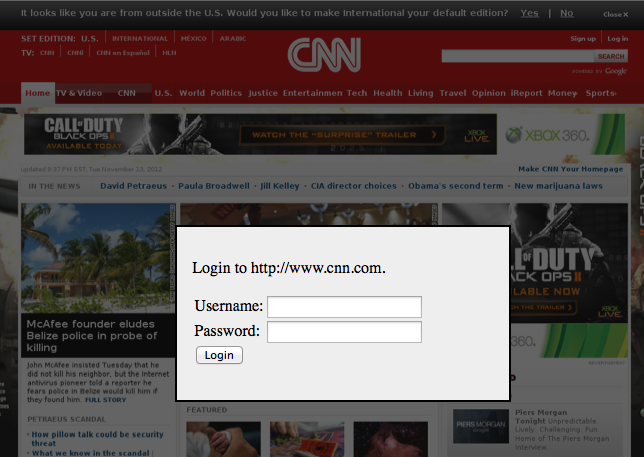 It looks like you are from outside the U.S. Would you like to make International your default edition? Yes | No Close X
SET EDITION: U.S. INTERNATIONAL MÉXICO ARABIC
TV: CNN CNNI CNN en Español HLN
CNN
Sign up Log in
SEARCH
POWERED BY Google
Home TV & Video CNN U.S. World Politics Justice Entertainmen Tech Health Living Travel Opinion iReport Money Sports
CALL OF DUTY
BLACK OPS II
AVAILABLE TODAY
WATCH THE "SURPRISE" TRAILER
XBOX
LIVE
XBOX 360.
updated 9:37 PM EST, Tue November 13, 2012
Make CNN Your Homepage
IN THE NEWS David Petraeus · Paula Broadwell · Jill Kelley · CIA director choices · Obama's second term · New marijuana laws
McAfee founder eludes
Belize police in probe of
killing
John McAfee insisted Tuesday that he
did not kill his neighbor, but the Internet
antivirus pioneer told a reporter he
fears police in Belize would kill him if
they found him. FULL STORY
PETRAEUS SCANDAL
How pillow talk could be security
threat
What we knew in the scandal
Login to http://www.cnn.com.
Username:
Password:
Login
FEATURED
OF DUTY
OPS II
BLE NOW
TRAILER
XBOX
LIVE
360.
PIERS MORGAN
Piers Morgan
Tonight Unpredictable.
Lively. Challenging. Fun.
Home of The Piers Morgan
Interview.